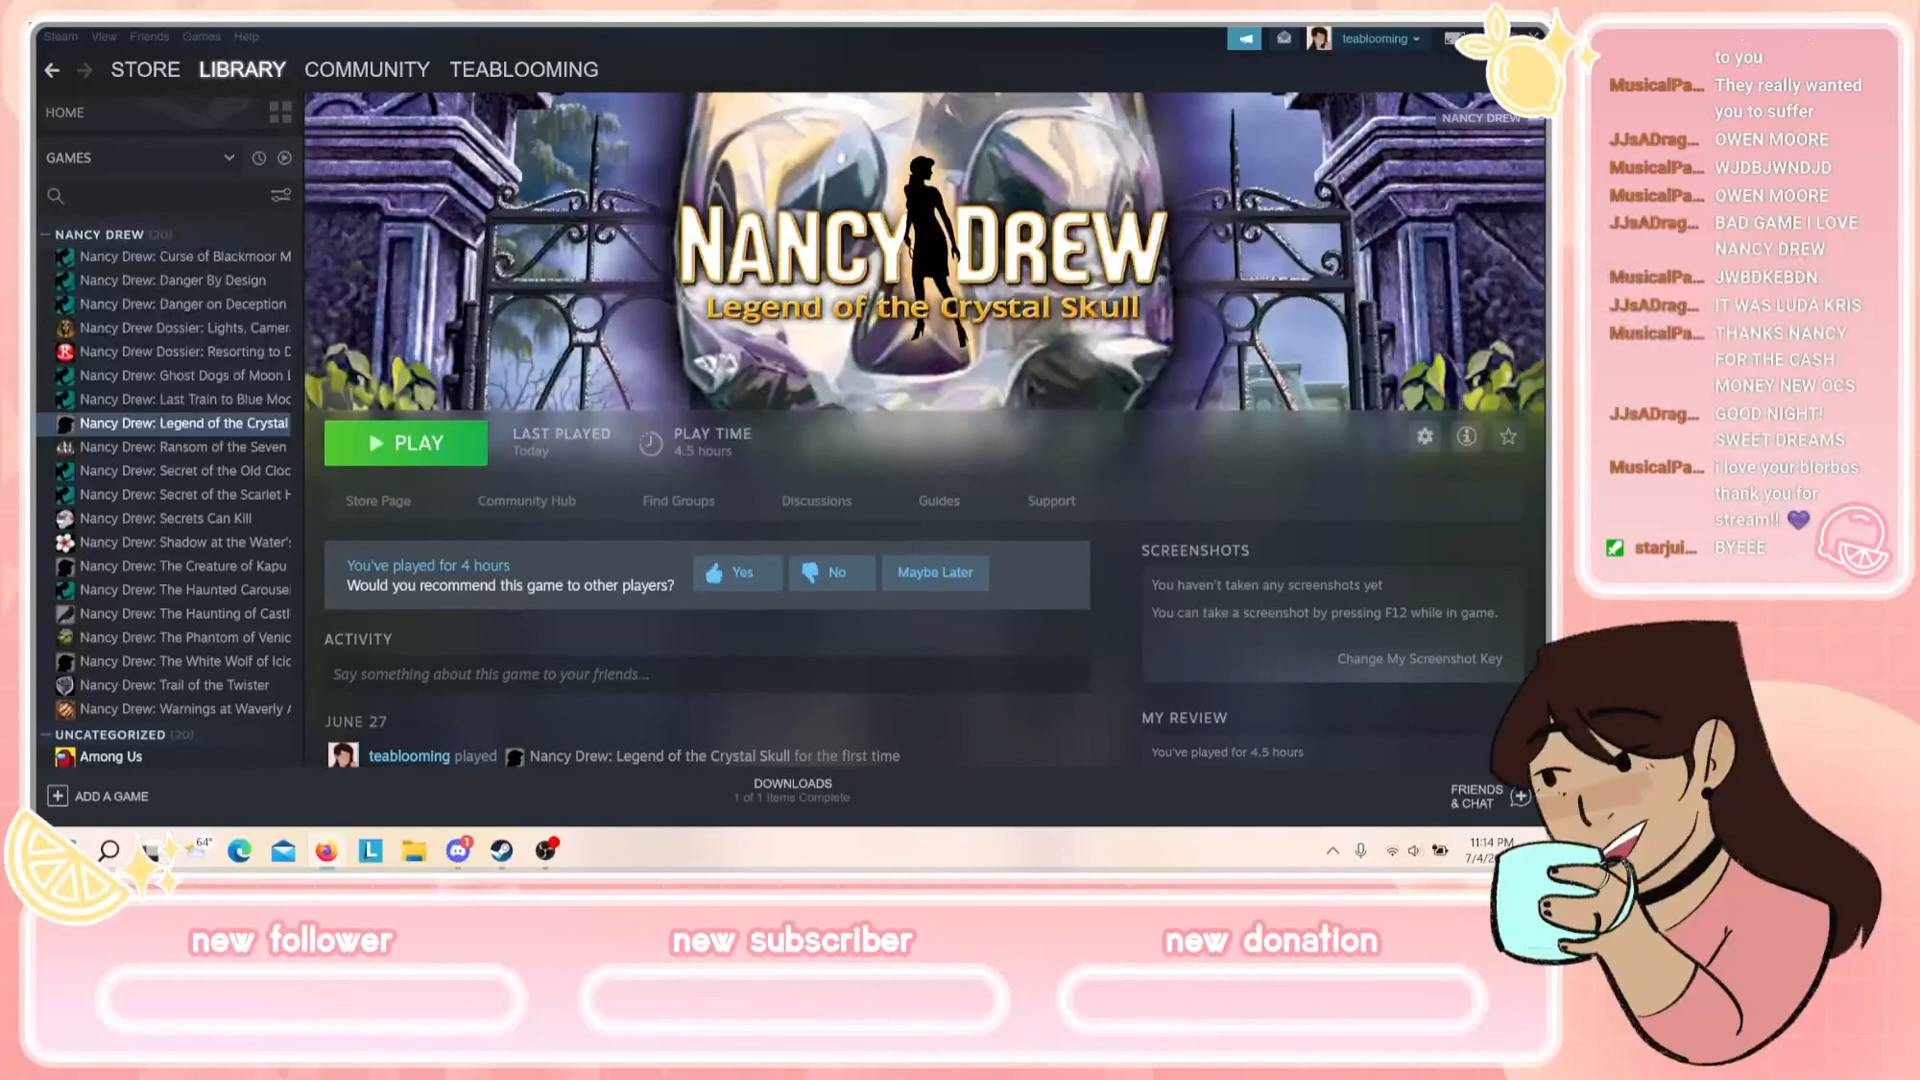 Steam View Friends Games Help
teablooming
STORE LIBRARY COMMUNITY TEABLOOMING
HOME
GAMES
NANCY DREW (20)
Nancy Drew: Curse of Blackmoor M
Nancy Drew: Danger By Design
Nancy Drew: Danger on Deception
Nancy Drew Dossier: Lights, Camer
Nancy Drew Dossier: Resorting to D
Nancy Drew: Ghost Dogs of Moon L
Nancy Drew: Last Train to Blue Moo
Nancy Drew: Legend of the Crystal
Nancy Drew: Ransom of the Seven
Nancy Drew: Secret of the Old Cloc
Nancy Drew: Secret of the Scarlet H
Nancy Drew: Secrets Can Kill
Nancy Drew: Shadow at the Water's
Nancy Drew: The Creature of Kapu
Nancy Drew: The Haunted Carouse
Nancy Drew: The Haunting of Castl
Nancy Drew: The Phantom of Venic
Nancy Drew: The White Wolf of Icic
Nancy Drew: Trail of the Twister
Nancy Drew: Warnings at Waverly A
UNCATEGORIZED (20)
Among Us
ADD A GAME
NANCY DREW
NANCY DREW
Legend of the Crystal Skull
PLAY
LAST PLAYED
Today
PLAY TIME
4.5 hours
Store Page Community Hub Find Groups Discussions Guides Support
You've played for 4 hours
Would you recommend this game to other players?
Yes No Maybe Later
ACTIVITY
Say something about this game to your friends...
JUNE 27
teablooming played Nancy Drew: Legend of the Crystal Skull for the first time
SCREENSHOTS
You haven't taken any screenshots yet
You can take a screenshot by pressing F12 while in game.
Change My Screenshot Key
MY REVIEW
You've played for 4.5 hours
DOWNLOADS
1 of 1 Items Complete
FRIENDS
& CHAT
64°
L
1
11:14 PM
new follower new subscriber new donation
to you
MusicalPa... They really wanted
you to suffer
JJsADrag... OWEN MOORE
MusicalPa... WJDBJWNDJD
MusicalPa... OWEN MOORE
JJsADrag... BAD GAME I LOVE
NANCY DREW
MusicalPa... JWBDKEBDN
JJsADrag... IT WAS LUDA KRIS
MusicalPa... THANKS NANCY
FOR THE CASH
MONEY NEW OCS
JJsADrag... GOOD NIGHT!
SWEET DREAMS
MusicalPa... i love your blorbos
thank you for
stream!! 💜
starjui... BYEEE